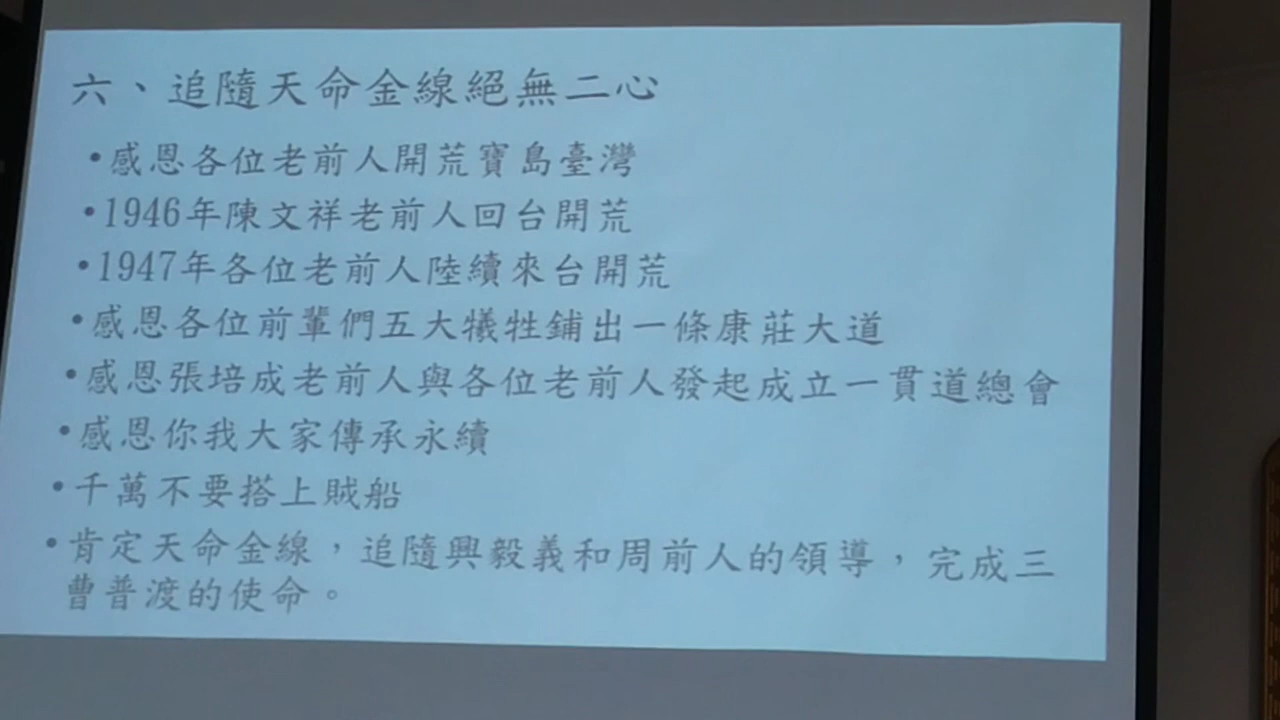 六、追隨天命金線絕無二心
•感恩各位老前人開荒寶島臺灣
•1946年陳文祥老前人回台開荒
•1947年各位老前人陸續來台開荒
•感恩各位前輩們五大犧牲鋪出一條康莊大道
•感恩張培成老前人與各位老前人發起成立一貫道總會
•感恩你我大家傳承永續
•千萬不要搭上賊船
•肯定天命金線，追隨興毅義和周前人的領導，完成三
曹普渡的使命。